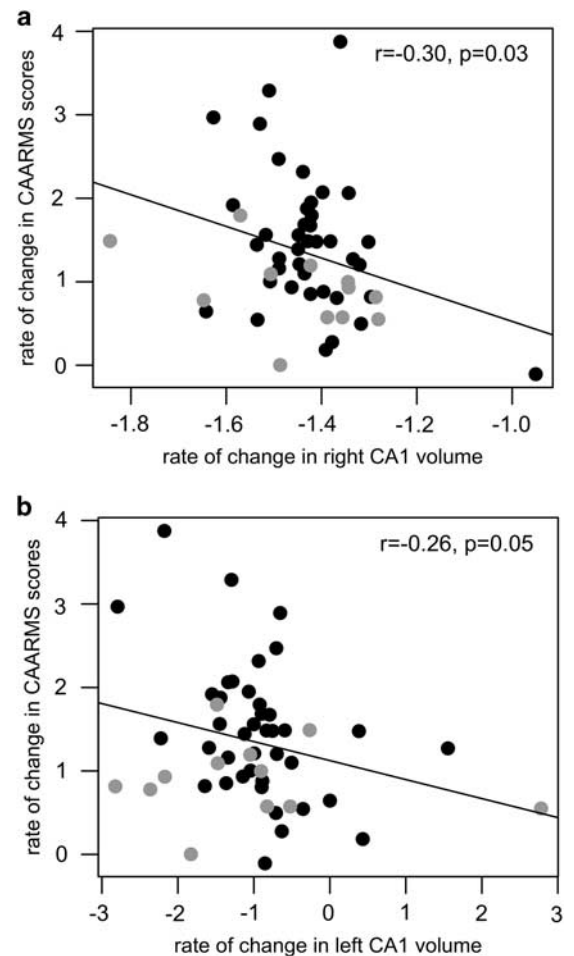 a
r=-0.30, p=0.03
rate of change in CAARMS scores
4
3
2
1
0
-1.8 -1.6 -1.4 -1.2 -1.0
rate of change in right CA1 volume
b
r=-0.26, p=0.05
rate of change in CAARMS scores
4
3
2
1
0
-3 -2 -1 0 1 2 3
rate of change in left CA1 volume